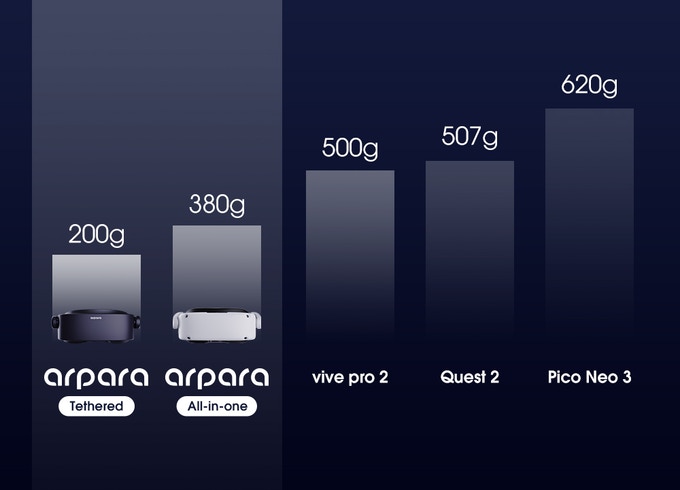 200g
380g
500g
507g
620g
arpara
arpara
vive pro 2
Quest 2
Pico Neo 3
Tethered
All-in-one